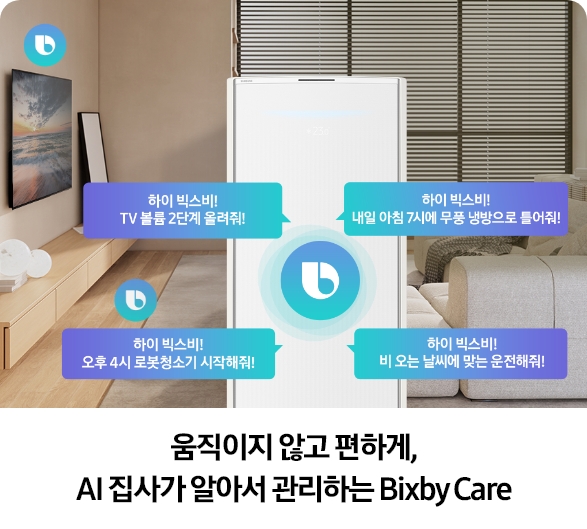 하이 빅스비!
TV 볼륨 2단계 올려줘!
하이 빅스비!
내일 아침 7시에 무풍 냉방으로 틀어줘!
하이 빅스비!
오후 4시 로봇청소기 시작해줘!
하이 빅스비!
비 오는 날씨에 맞는 운전해줘!
움직이지 않고 편하게,
AI 집사가 알아서 관리하는 Bixby Care